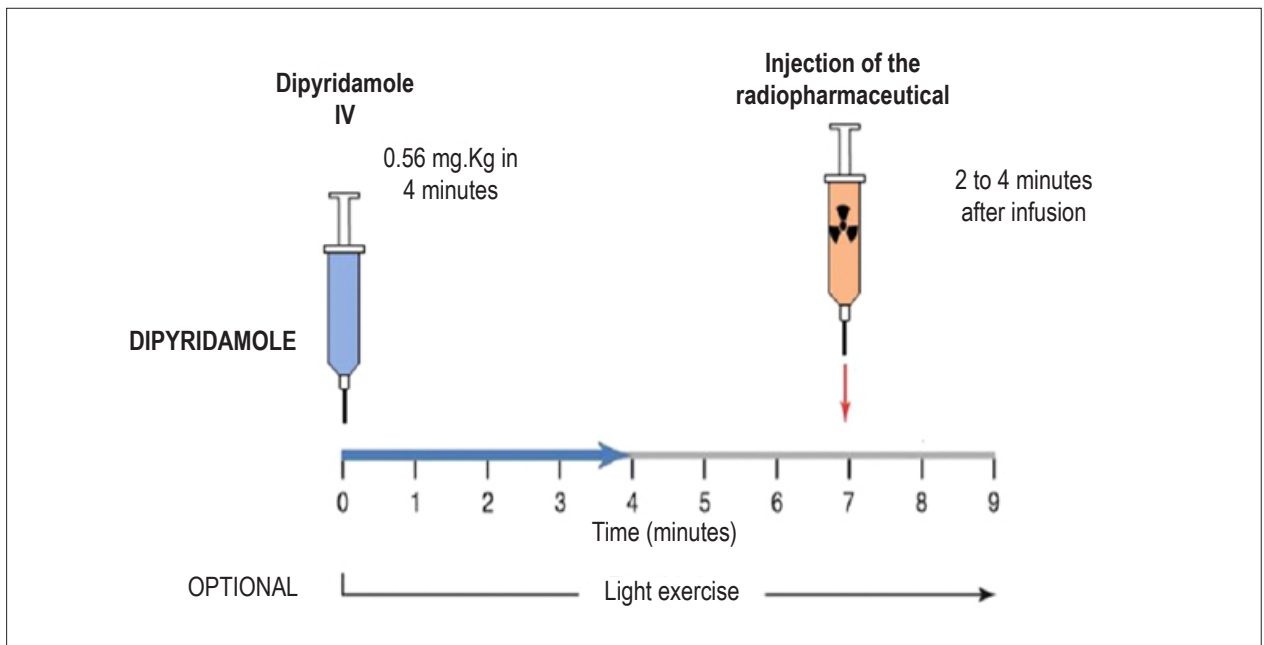 Dipyridamole
IV
0.56 mg.Kg in
4 minutes
Injection of the
radiopharmaceutical
2 to 4 minutes
after infusion
DIPYRIDAMOLE
0 1 2 3 4 5 6 7 8 9
Time (minutes)
OPTIONAL Light exercise